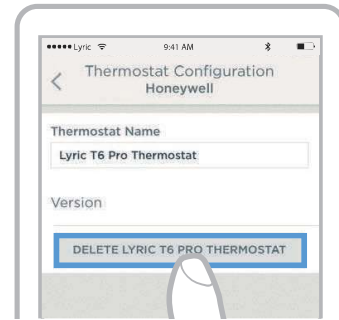 Lyric 9:41 AM
Thermostat Configuration
Honeywell
Thermostat Name
Lyric T6 Pro Thermostat
Version
DELETE LYRIC T6 PRO THERMOSTAT